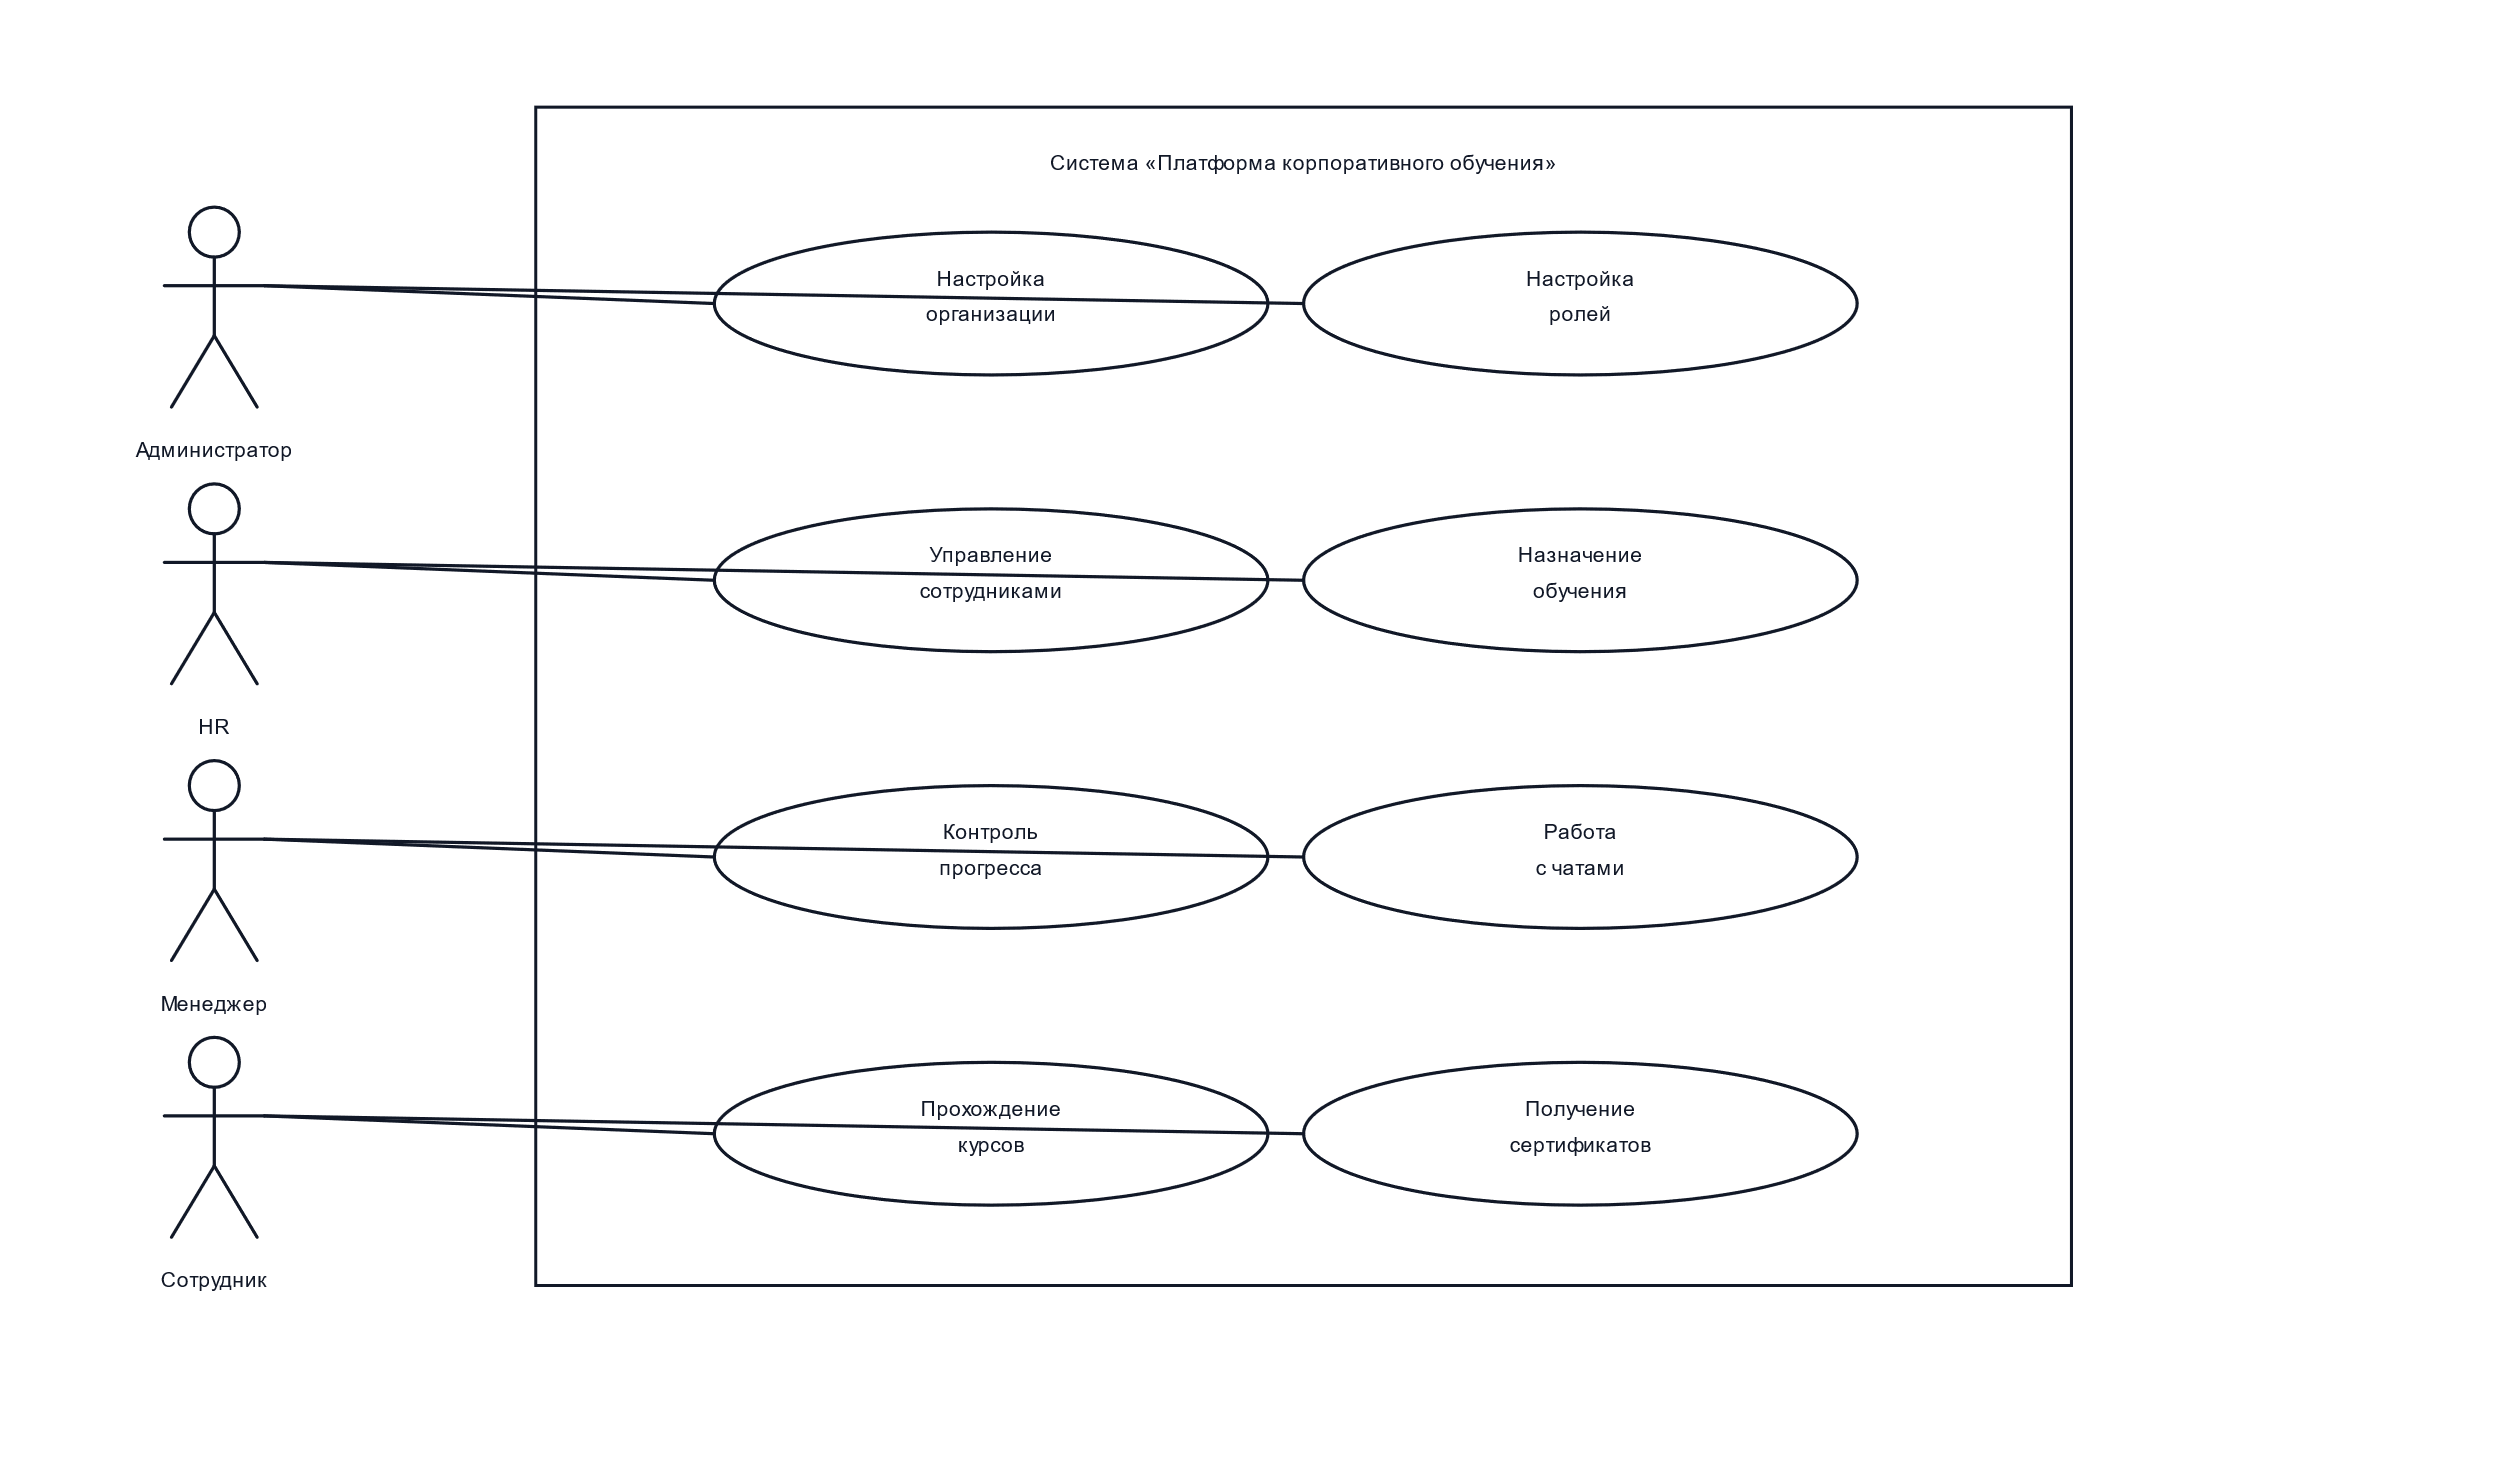 Система «Платформа корпоративного обучения»
Администратор
Настройка
организации
Настройка
ролей
HR
Управление
сотрудниками
Назначение
обучения
Менеджер
Контроль
прогресса
Работа
с чатами
Сотрудник
Прохождение
курсов
Получение
сертификатов